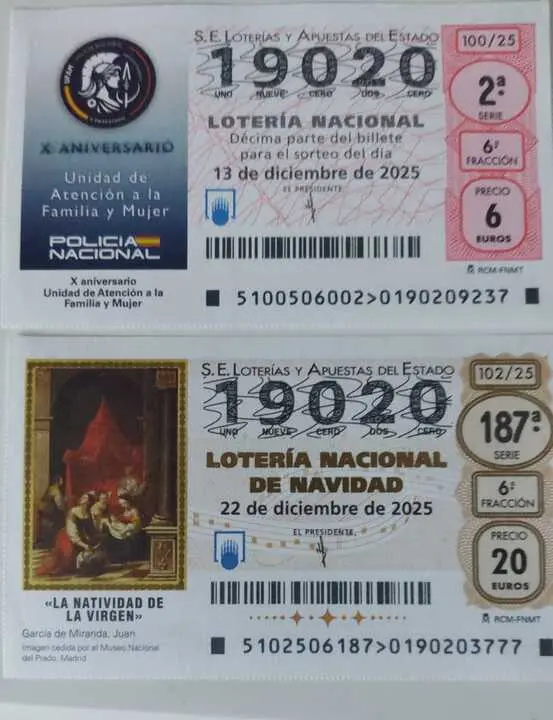 S.E. LOTERÍAS Y APUESTAS DEL ESTADO
19020
UNO NUEVE CERO DOS CERO
LOTERÍA NACIONAL
Décima parte del billete
para el sorteo del día
13 de diciembre de 2025
EL PRESIDENTE
100/25
2ª
SERIE
6ª
FRACCIÓN
PRECIO
6
EUROS
RCM-FNMT
UFAM
X ANIVERSARIO
X ANIVERSARIO
Unidad de
Atención a la
Familia y Mujer
POLICIA
NACIONAL
X aniversario
Unidad de Atención a la
Familia y Mujer
5100506002>0190209237
S.E. LOTERÍAS Y APUESTAS DEL ESTADO
19020
UNO NUEVE CERO DOS CERO
LOTERÍA NACIONAL
DE NAVIDAD
22 de diciembre de 2025
EL PRESIDENTE,
102/25
187ª
SERIE
6ª
FRACCIÓN
PRECIO
20
EUROS
RCM-FNMT
«LA NATIVIDAD DE
LA VIRGEN»
García de Miranda, Juan
Imagen cedida por el Museo Nacional
del Prado. Madrid
5102506187>0190203777